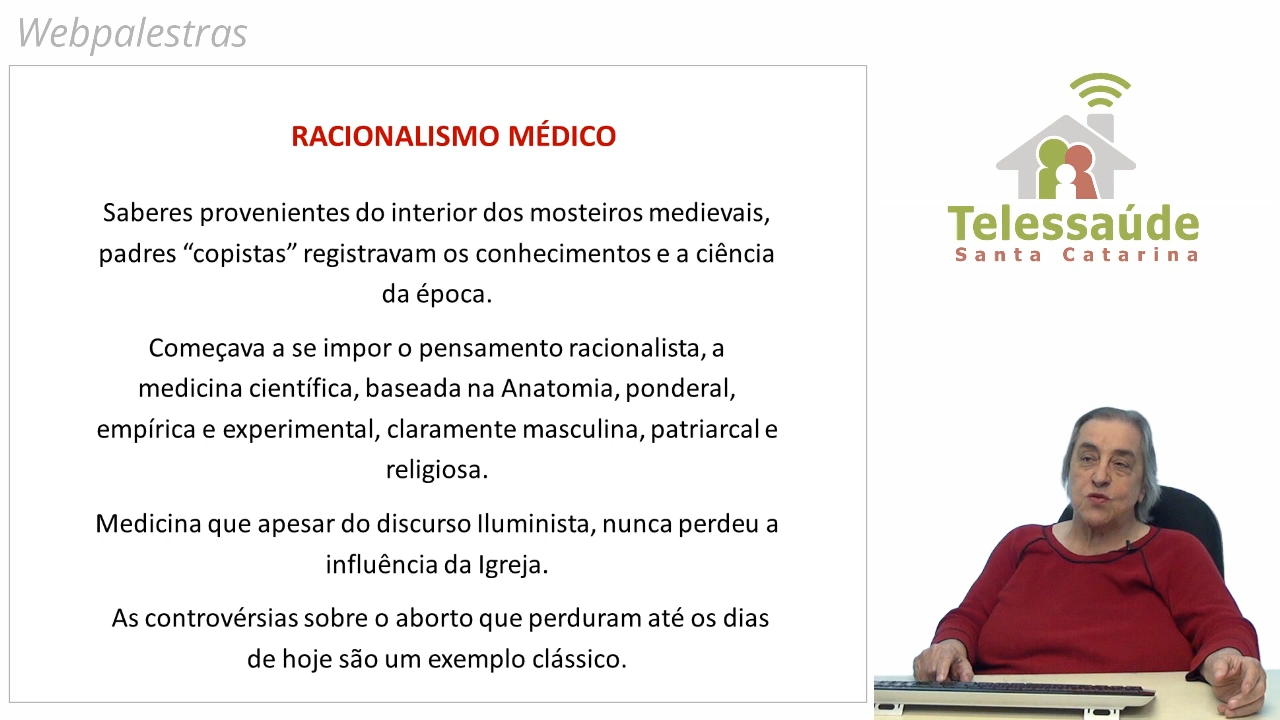 Webpalestras
RACIONALISMO MÉDICO
Saberes provenientes do interior dos mosteiros medievais,
padres “copistas” registravam os conhecimentos e a ciência
da época.
Começava a se impor o pensamento racionalista, a
medicina científica, baseada na Anatomia, ponderal,
empírica e experimental, claramente masculina, patriarcal e
religiosa.
Medicina que apesar do discurso Iluminista, nunca perdeu a
influência da Igreja.
As controvérsias sobre o aborto que perduram até os dias
de hoje são um exemplo clássico.
Telessaúde
Santa Catarina